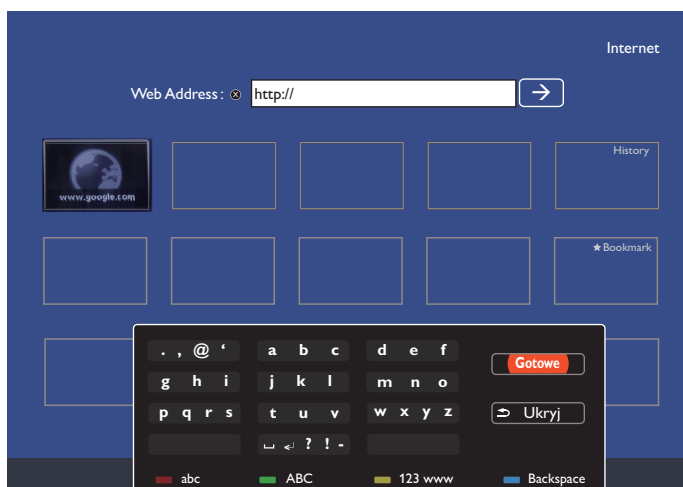 Internet
Web Address : ⊗ http:// →
www.google.com
History
★ Bookmark
. , @ ‘ a b c d e f
Gotowe
g h i j k l m n o
p q r s t u v w x y z
Ukryj
␣ ↵ ? ! -
abc ABC 123 www Backspace